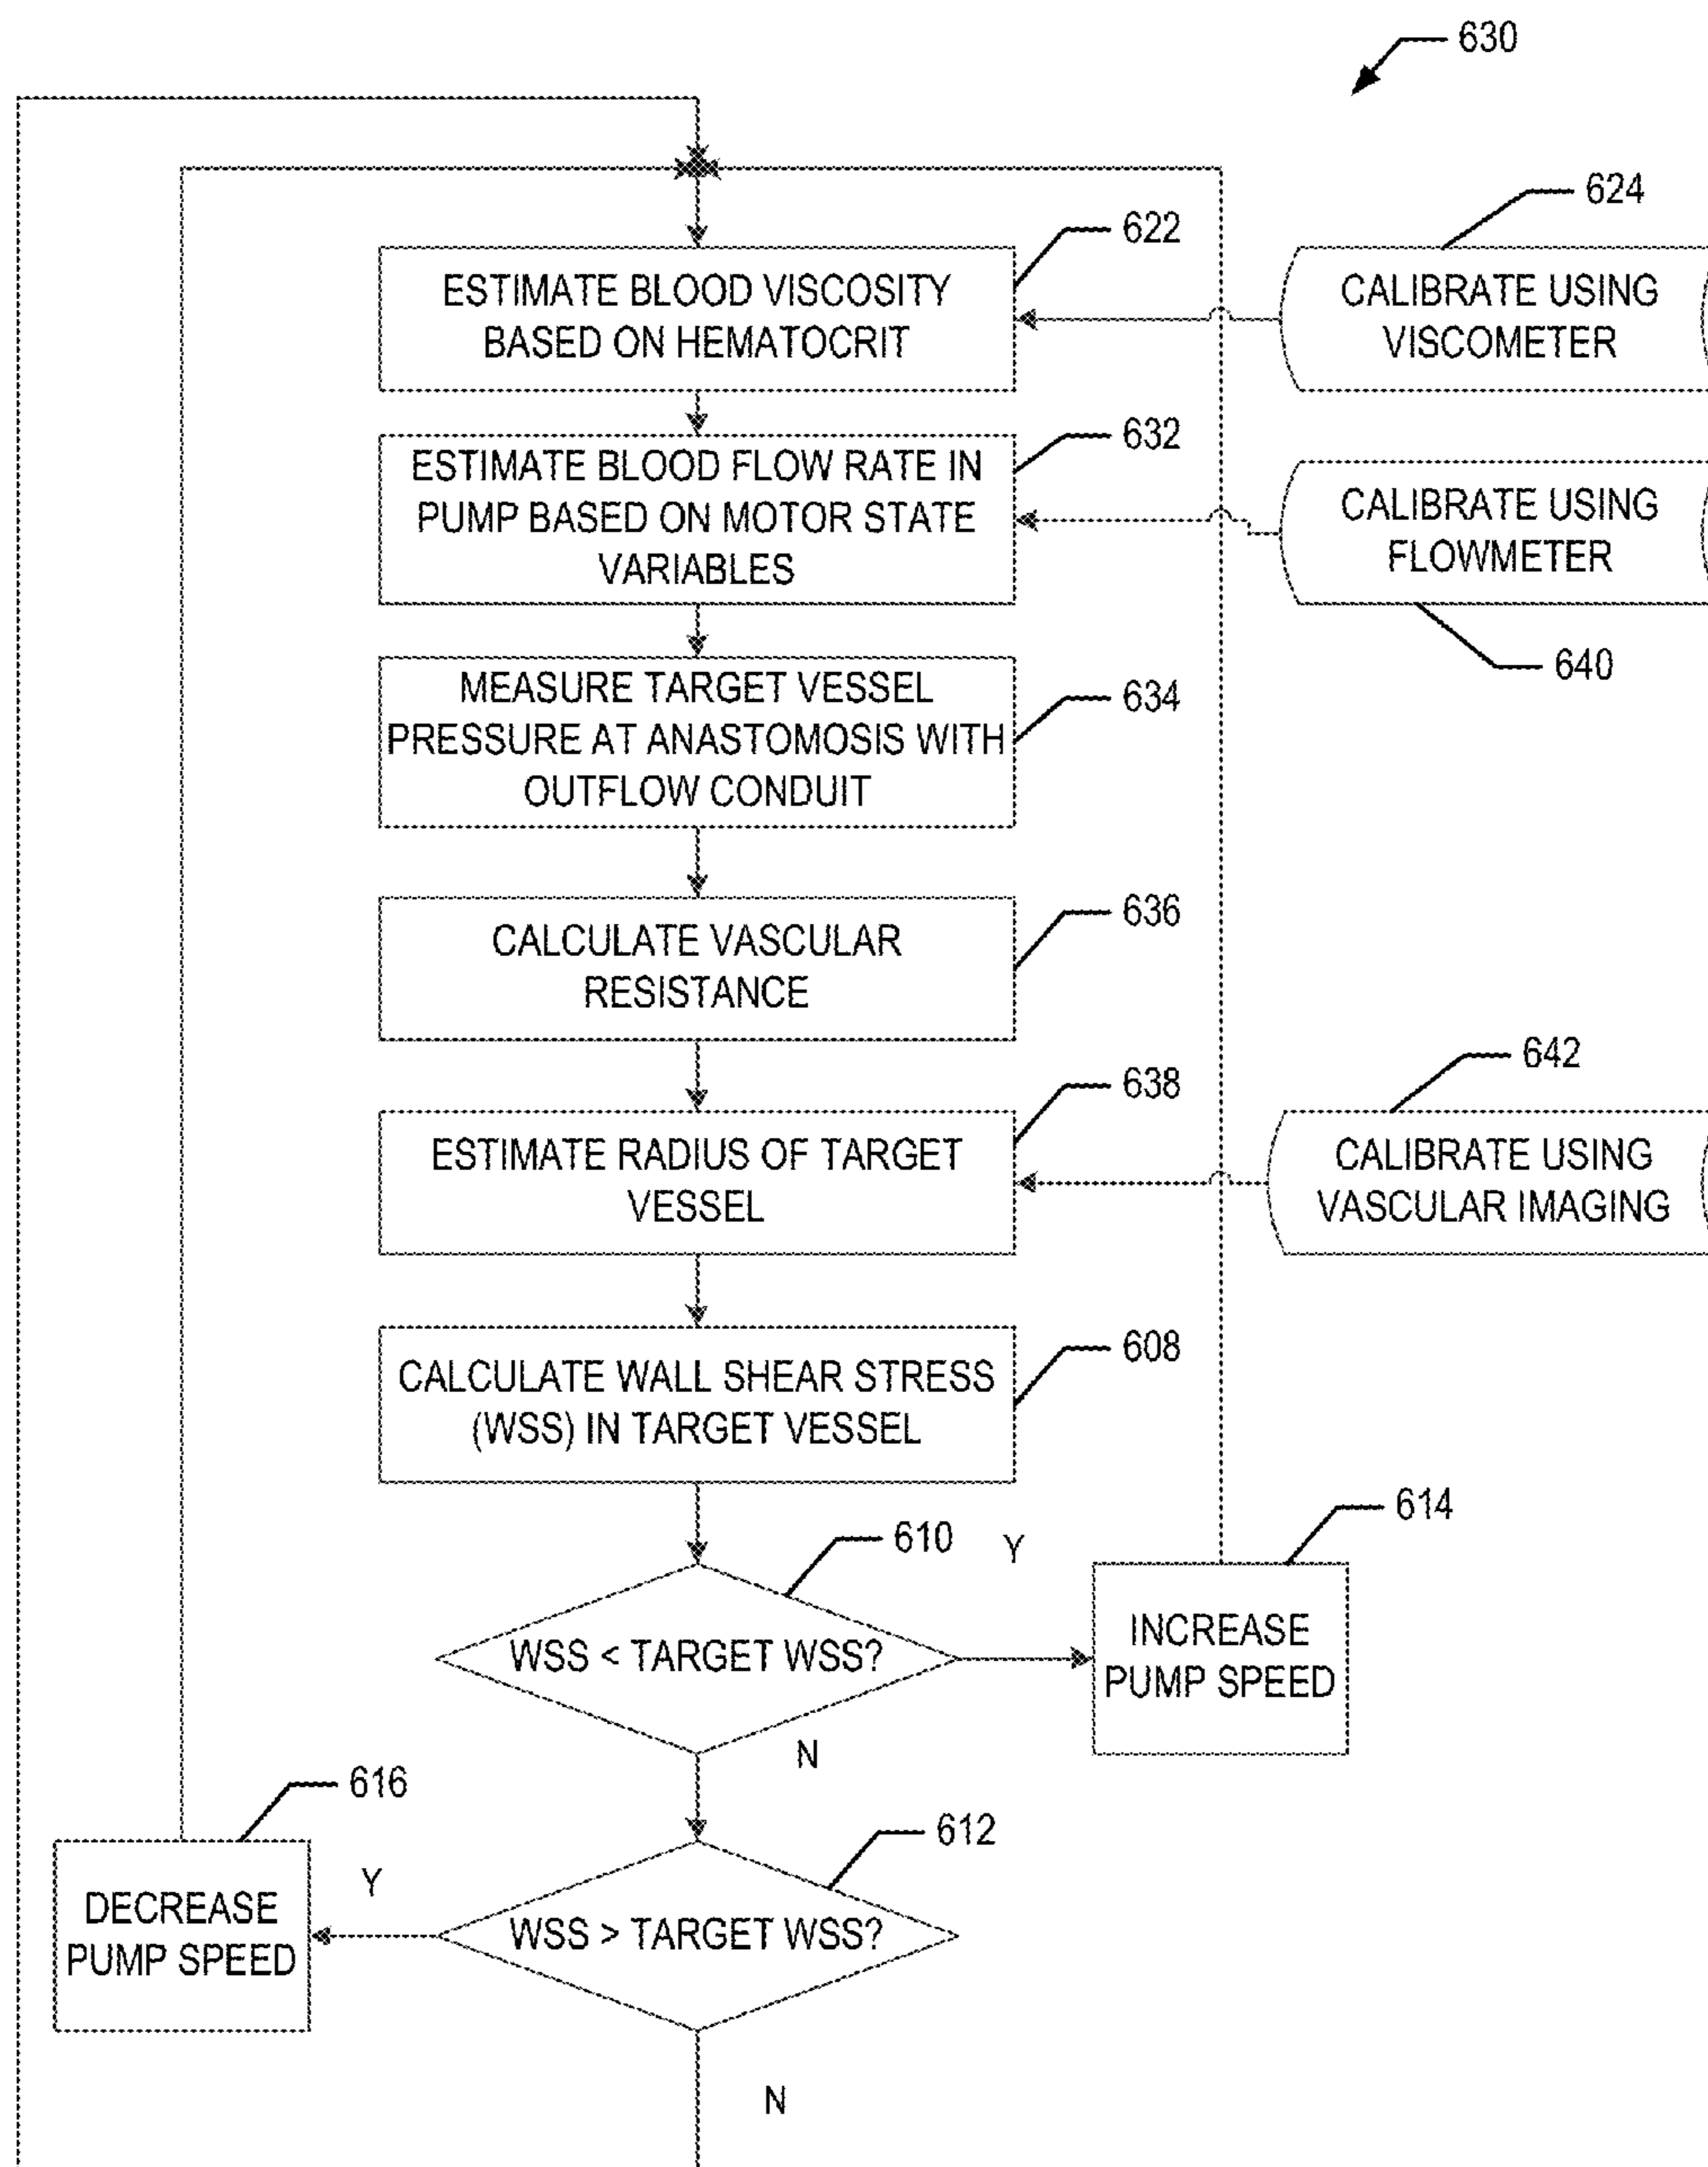 630
624
622
ESTIMATE BLOOD VISCOSITY
BASED ON HEMATOCRIT
CALIBRATE USING
VISCOMETER
632
ESTIMATE BLOOD FLOW RATE IN
PUMP BASED ON MOTOR STATE
VARIABLES
CALIBRATE USING
FLOWMETER
640
634
MEASURE TARGET VESSEL
PRESSURE AT ANASTOMOSIS WITH
OUTFLOW CONDUIT
636
CALCULATE VASCULAR
RESISTANCE
642
638
ESTIMATE RADIUS OF TARGET
VESSEL
CALIBRATE USING
VASCULAR IMAGING
608
CALCULATE WALL SHEAR STRESS
(WSS) IN TARGET VESSEL
610
Y
614
WSS < TARGET WSS?
INCREASE
PUMP SPEED
N
616
612
Y
DECREASE
PUMP SPEED
WSS > TARGET WSS?
N